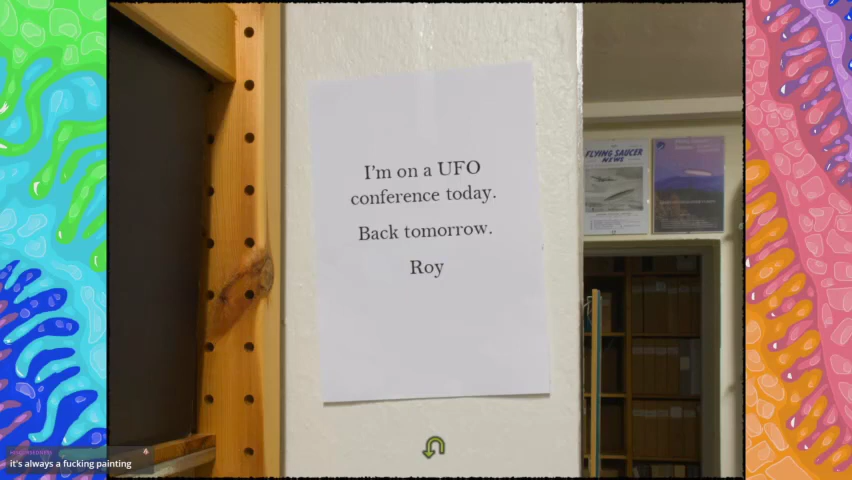 I'm on a UFO
conference today.
Back tomorrow.
Roy
FLYING SAUCER
NEWS
it's always a fucking painting